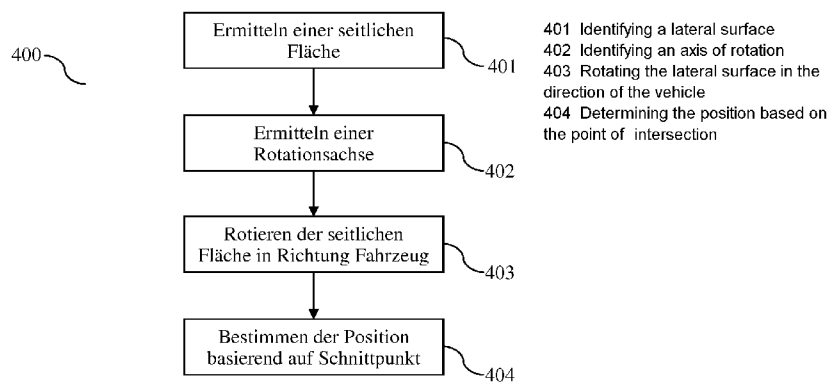 400
Ermitteln einer seitlichen
Fläche
401
Ermitteln einer
Rotationsachse
402
Rotieren der seitlichen
Fläche in Richtung Fahrzeug
403
Bestimmen der Position
basierend auf Schnittpunkt
404
401 Identifying a lateral surface
402 Identifying an axis of rotation
403 Rotating the lateral surface in the
direction of the vehicle
404 Determining the position based on
the point of intersection